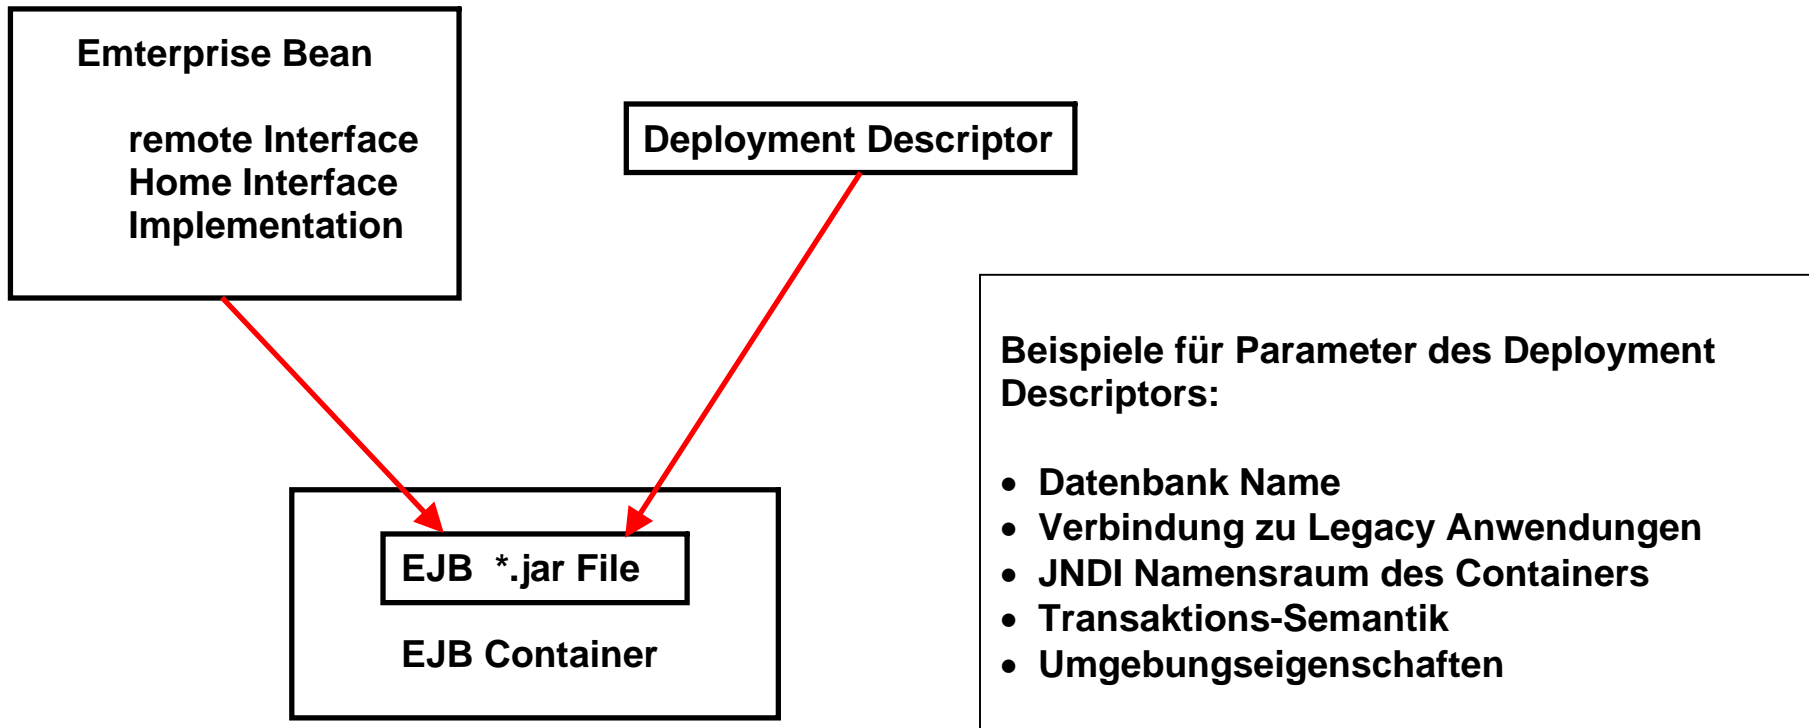 Emterprise Bean
remote Interface
Home Interface
Implementation
Deployment Descriptor
EJB *.jar File
EJB Container
Beispiele für Parameter des Deployment
Descriptors:
• Datenbank Name
• Verbindung zu Legacy Anwendungen
• JNDI Namensraum des Containers
• Transaktions-Semantik
• Umgebungseigenschaften